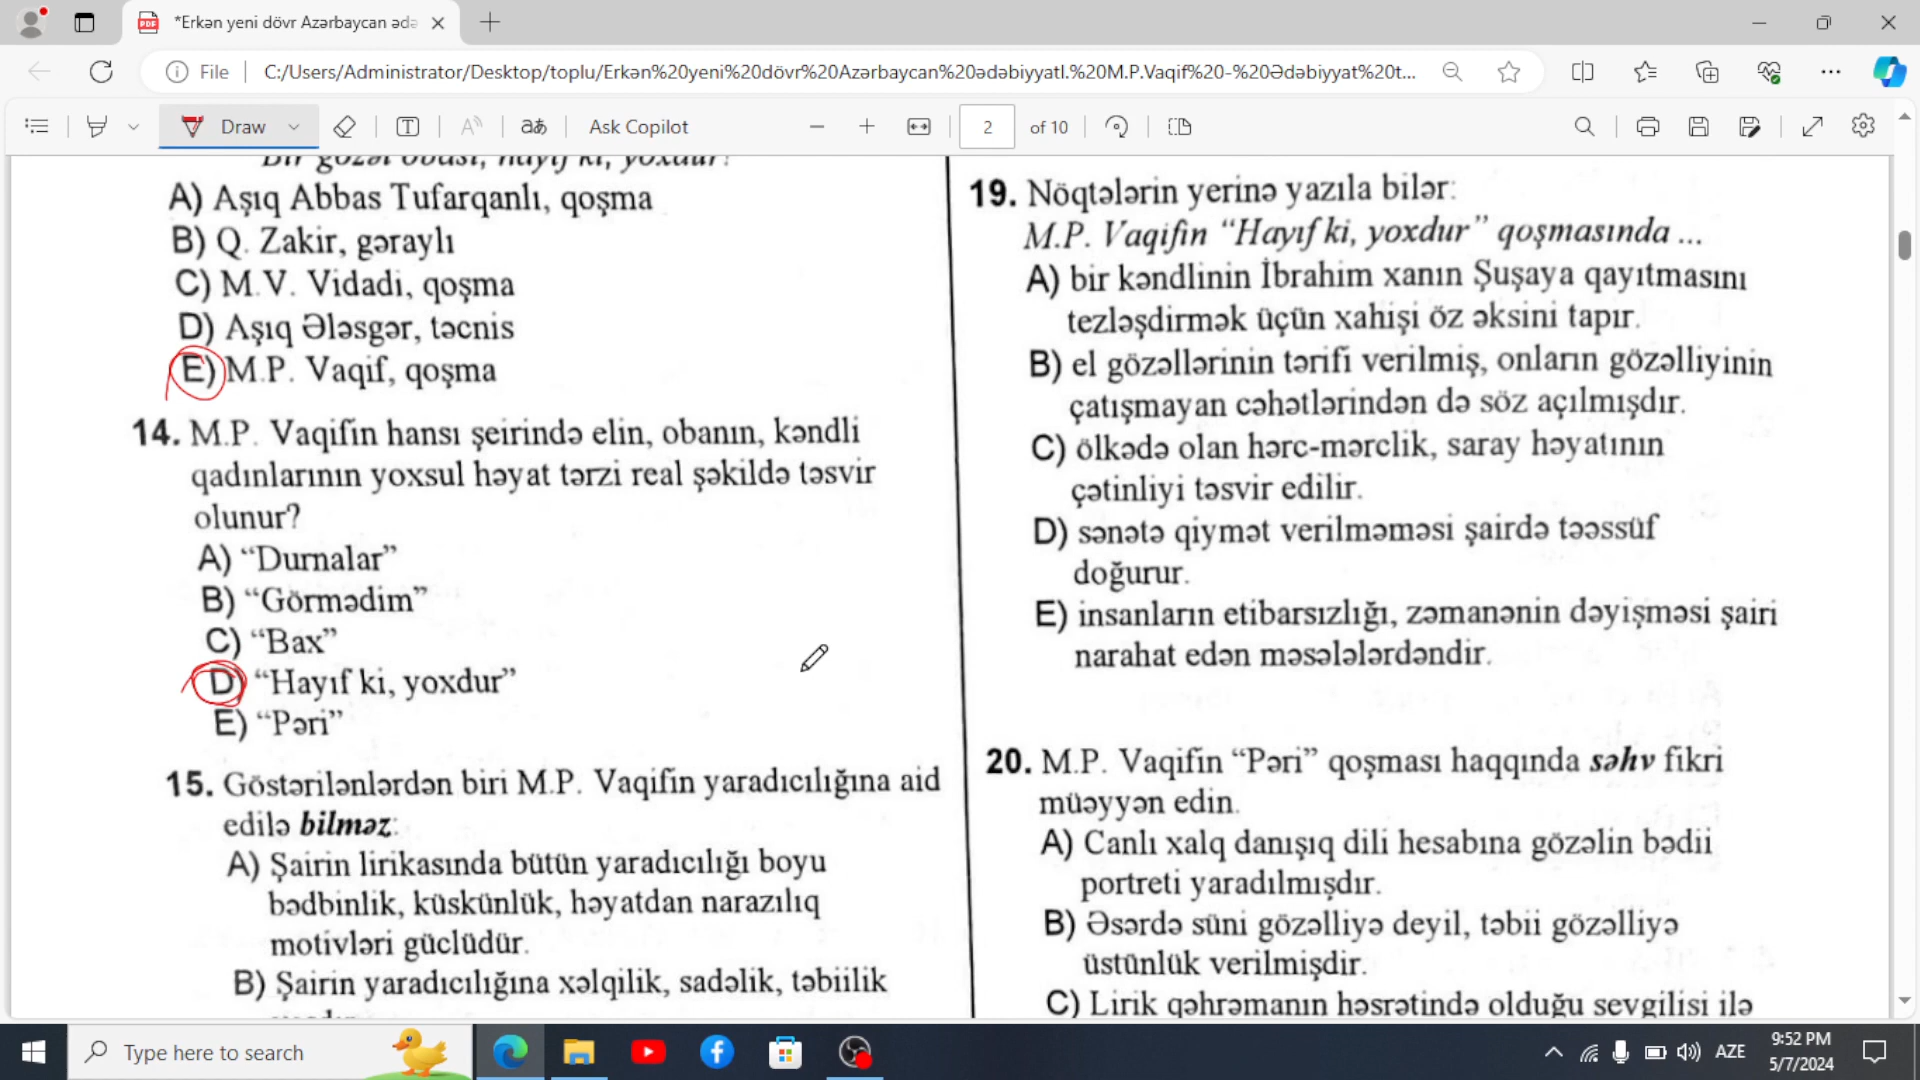 *Erkən yeni dövr Azərbaycan ədə
File
C:/Users/Administrator/Desktop/toplu/Erkən%20yeni%20dövr%20Azərbaycan%20ədəbiyyatI.%20M.P.Vaqif%20-%20Ədəbiyyat%20t...
Draw
Ask Copilot
2
of 10
Bir gözəl obası, hayıf ki, yoxdur!
A) Aşıq Abbas Tufarqanlı, qoşma
B) Q. Zakir, gəraylı
C) M.V. Vidadi, qoşma
D) Aşıq Ələsgər, təcnis
E) M.P. Vaqif, qoşma
14. M.P. Vaqifin hansı şeirində elin, obanın, kəndli
qadınlarının yoxsul həyat tərzi real şəkildə təsvir
olunur?
A) “Durnalar”
B) “Görmədim”
C) “Bax”
D) “Hayıf ki, yoxdur”
E) “Pəri”
15. Göstərilənlərdən biri M.P. Vaqifin yaradıcılığına aid
edilə bilməz:
A) Şairin lirikasında bütün yaradıcılığı boyu
bədbinlik, küskünlük, həyatdan narazılıq
motivləri güclüdür.
B) Şairin yaradıcılığına xəlqilik, sadəlik, təbiilik
19. Nöqtələrin yerinə yazıla bilər:
M.P. Vaqifin “Hayıf ki, yoxdur” qoşmasında ...
A) bir kəndlinin İbrahim xanın Şuşaya qayıtmasını
tezləşdirmək üçün xahişi öz əksini tapır.
B) el gözəllərinin tərifi verilmiş, onların gözəlliyinin
çatışmayan cəhətlərindən də söz açılmışdır.
C) ölkədə olan hərc-mərclik, saray həyatının
çətinliyi təsvir edilir.
D) sənətə qiymət verilməməsi şairdə təəssüf
doğurur.
E) insanların etibarsızlığı, zəmanənin dəyişməsi şairi
narahat edən məsələlərdəndir.
20. M.P. Vaqifin “Pəri” qoşması haqqında səhv fikri
müəyyən edin.
A) Canlı xalq danışıq dili hesabına gözəlin bədii
portreti yaradılmışdır.
B) Əsərdə süni gözəlliyə deyil, təbii gözəlliyə
üstünlük verilmişdir.
C) Lirik qəhrəmanın həsrətində olduğu sevgilisi ilə
Type here to search
AZE
9:52 PM
5/7/2024